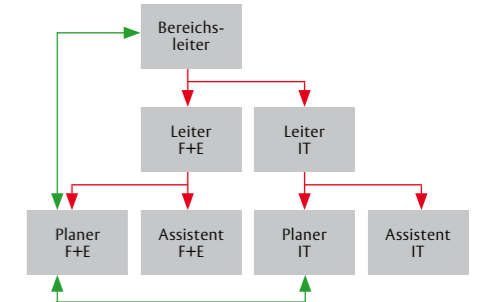 Bereichs-
leiter
Leiter
F+E
Leiter
IT
Planer
F+E
Assistent
F+E
Planer
IT
Assistent
IT